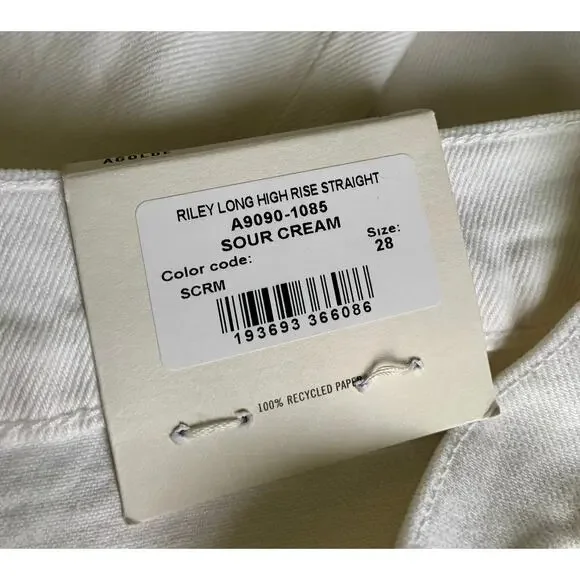 AGOLDE
RILEY LONG HIGH RISE STRAIGHT
A9090-1085
SOUR CREAM
Color code:
Size:
SCRM
28
193693 366086
100% RECYCLED PAPER